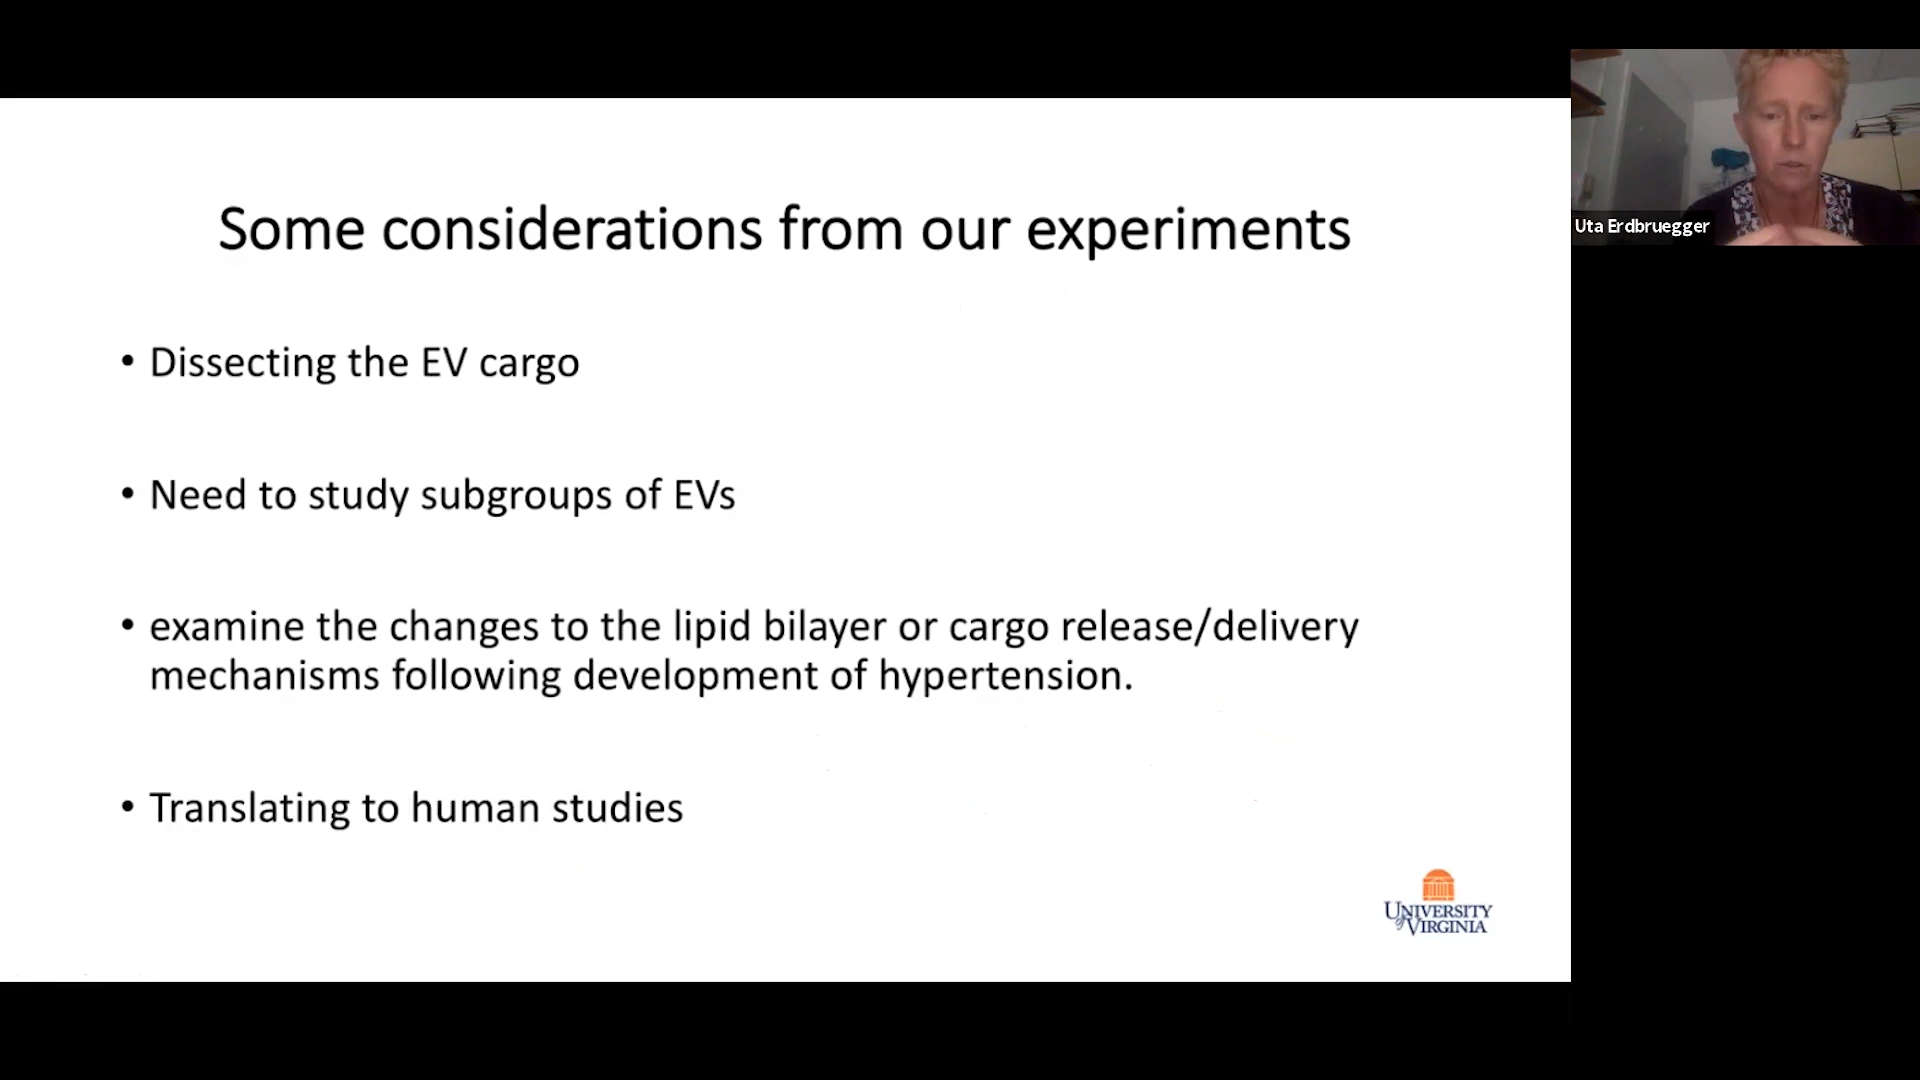 Some considerations from our experiments
• Dissecting the EV cargo
• Need to study subgroups of EVs
• examine the changes to the lipid bilayer or cargo release/delivery
mechanisms following development of hypertension.
• Translating to human studies
UNIVERSITY
of VIRGINIA
Uta Erdbruegger